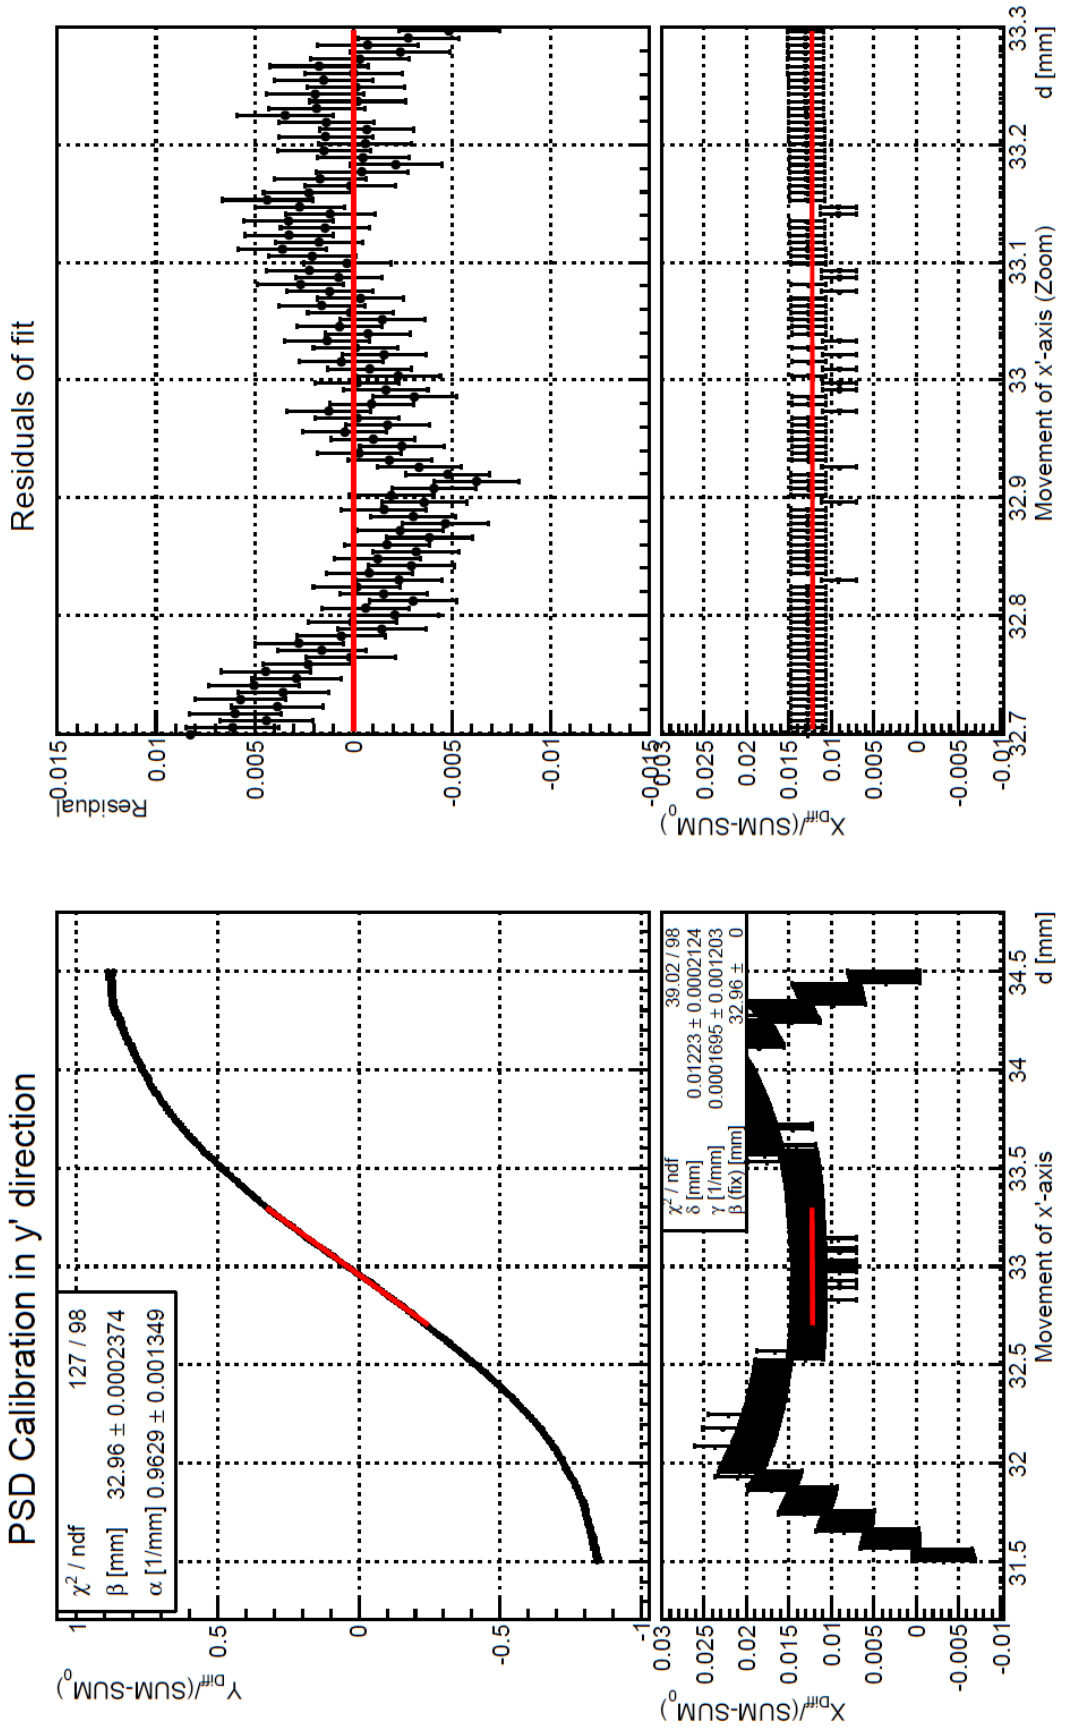 PSD Calibration in y' direction
Y_Diff/(SUM-SUM_0)
1
0.5
0
-0.5
-1
χ² / ndf 127 / 98
β [mm] 32.96 ± 0.0002374
α [1/mm] 0.9629 ± 0.001349
X_Diff/(SUM-SUM_0)
0.03
0.025
0.02
0.015
0.01
0.005
0
-0.005
-0.01
χ² / ndf 39.02 / 98
δ [mm] 0.01223 ± 0.0002124
γ [1/mm] 0.0001695 ± 0.001203
β (fix) [mm] 32.96 ± 0
31.5 32 32.5 33 33.5 34 34.5
Movement of x'-axis d [mm]
Residuals of fit
Residual
0.015
0.01
0.005
0
-0.005
-0.01
-0.015
X_Diff/(SUM-SUM_0)
0.03
0.025
0.02
0.015
0.01
0.005
0
-0.005
-0.01
32.7 32.8 32.9 33 33.1 33.2 33.3
Movement of x'-axis (Zoom) d [mm]